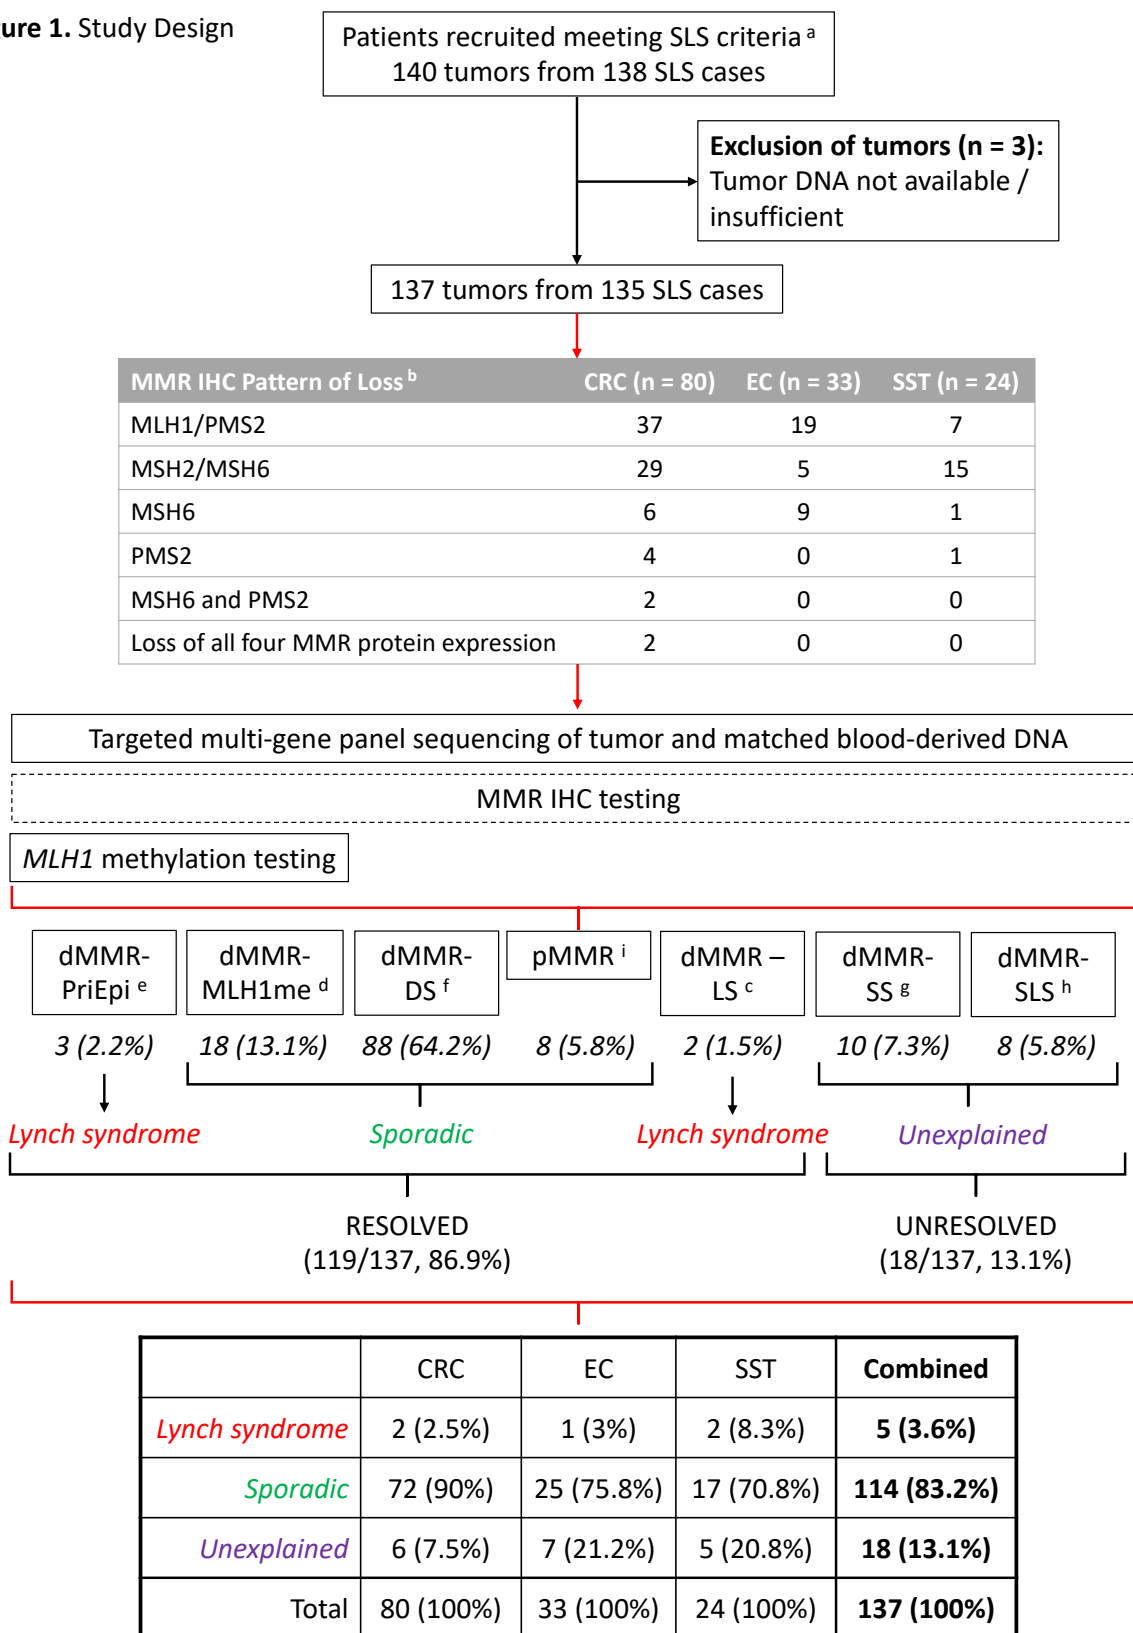 gure 1. Study Design
Patients recruited meeting SLS criteria a
140 tumors from 138 SLS cases
Exclusion of tumors (n = 3):
Tumor DNA not available /
insufficient
137 tumors from 135 SLS cases
MMR IHC Pattern of Loss b CRC (n = 80) EC (n = 33) SST (n = 24)
MLH1/PMS2 37 19 7
MSH2/MSH6 29 5 15
MSH6 6 9 1
PMS2 4 0 1
MSH6 and PMS2 2 0 0
Loss of all four MMR protein expression 2 0 0
Targeted multi-gene panel sequencing of tumor and matched blood-derived DNA
MMR IHC testing
MLH1 methylation testing
dMMR- dMMR- dMMR- pMMR i dMMR – dMMR- dMMR-
PriEpi e MLH1me d DS f LS c SS g SLS h
3 (2.2%) 18 (13.1%) 88 (64.2%) 8 (5.8%) 2 (1.5%) 10 (7.3%) 8 (5.8%)
Lynch syndrome Sporadic Lynch syndrome Unexplained
RESOLVED UNRESOLVED
(119/137, 86.9%) (18/137, 13.1%)
CRC EC SST Combined
Lynch syndrome 2 (2.5%) 1 (3%) 2 (8.3%) 5 (3.6%)
Sporadic 72 (90%) 25 (75.8%) 17 (70.8%) 114 (83.2%)
Unexplained 6 (7.5%) 7 (21.2%) 5 (20.8%) 18 (13.1%)
Total 80 (100%) 33 (100%) 24 (100%) 137 (100%)